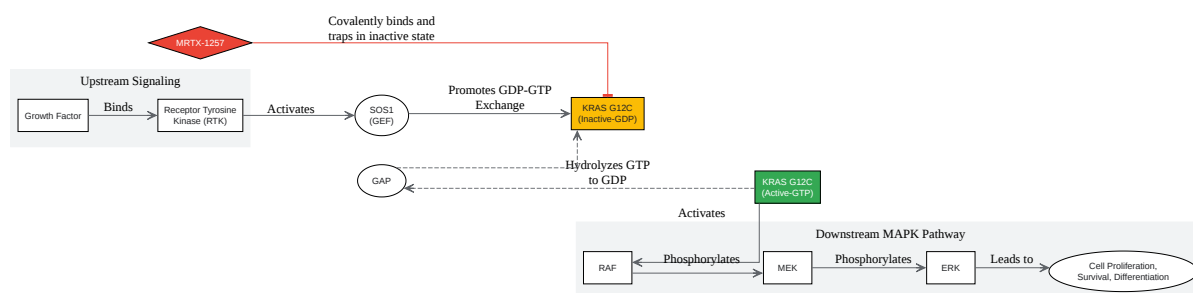 Covalently binds and
traps in inactive state
MRTX-1257
Upstream Signaling
Growth Factor
Binds
Receptor Tyrosine
Kinase (RTK)
Activates
SOS1
(GEF)
Promotes GDP-GTP
Exchange
KRAS G12C
(Inactive-GDP)
GAP
Hydrolyzes GTP
to GDP
KRAS G12C
(Active-GTP)
Activates
Downstream MAPK Pathway
RAF
Phosphorylates
MEK
Phosphorylates
ERK
Leads to
Cell Proliferation,
Survival, Differentiation